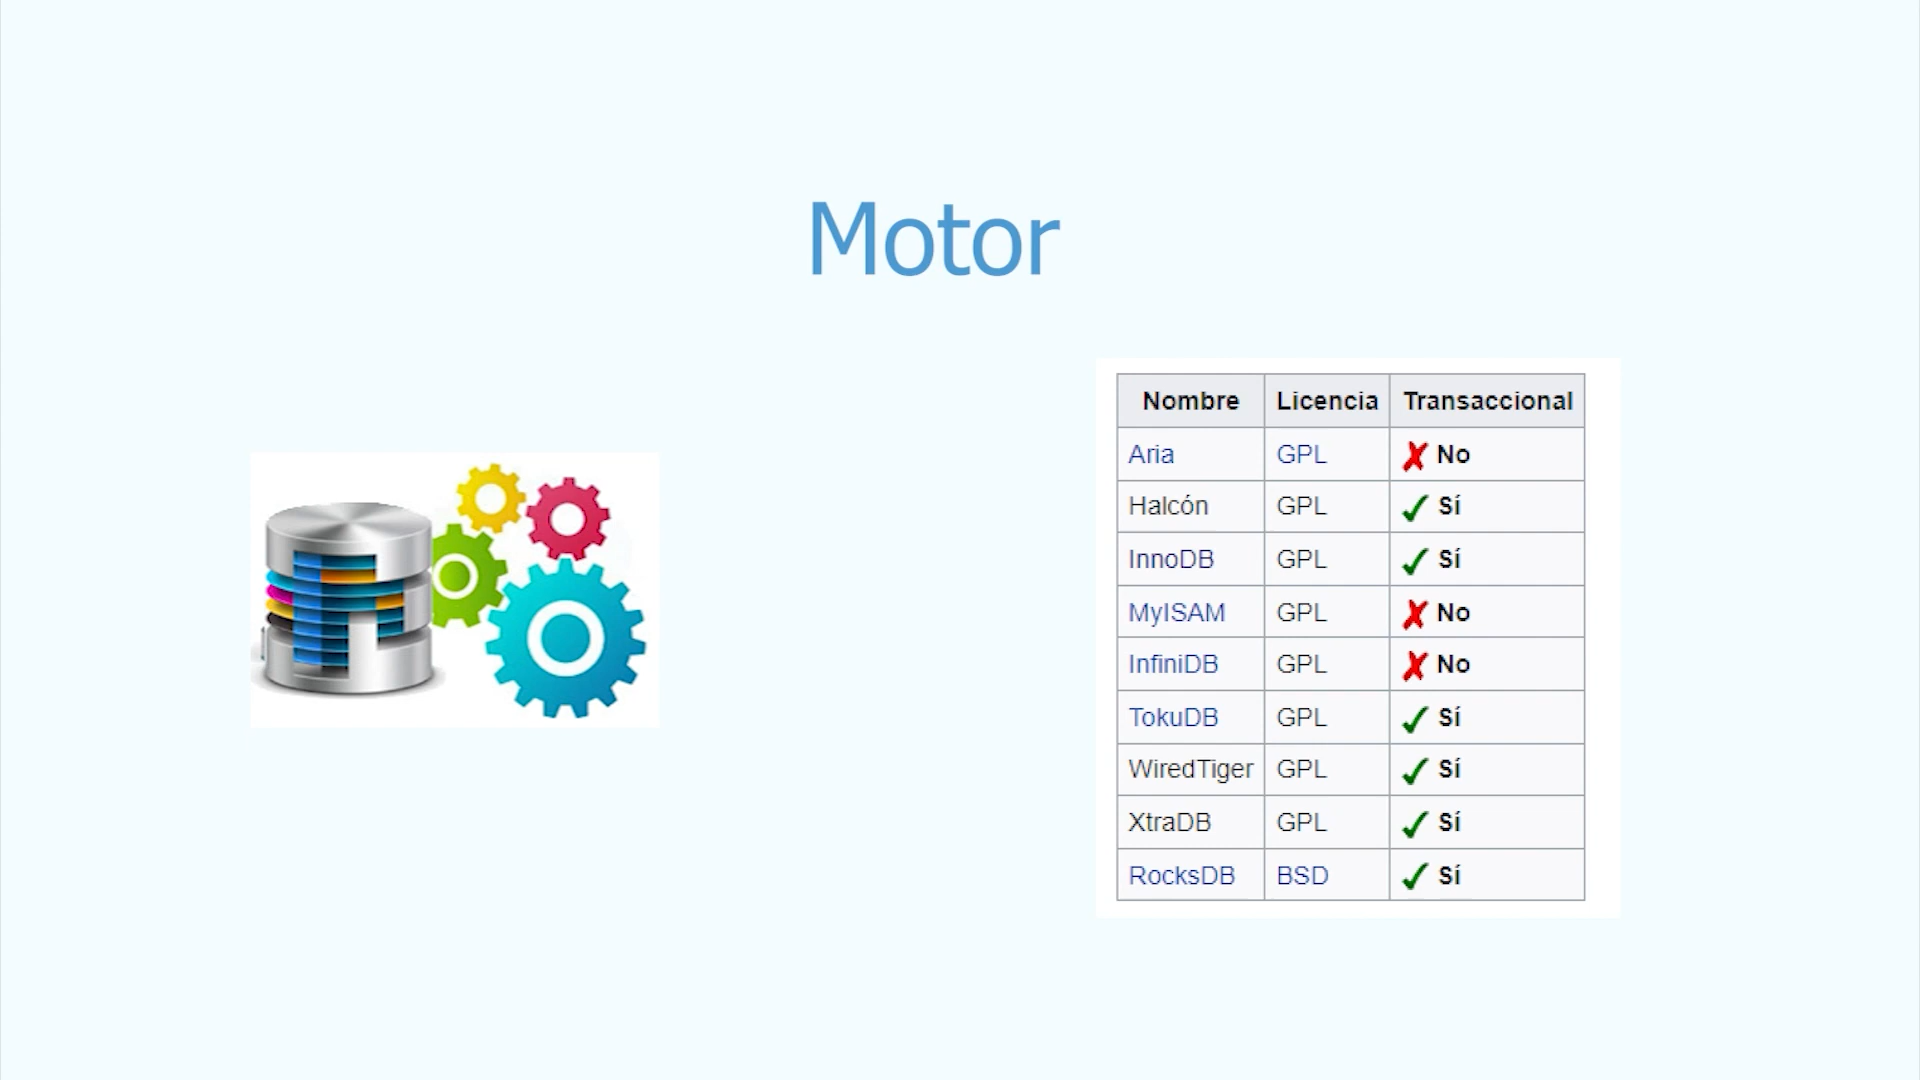 Motor
Nombre Licencia Transaccional
Aria GPL No
Halcón GPL Sí
InnoDB GPL Sí
MyISAM GPL No
InfiniDB GPL No
TokuDB GPL Sí
WiredTiger GPL Sí
XtraDB GPL Sí
RocksDB BSD Sí